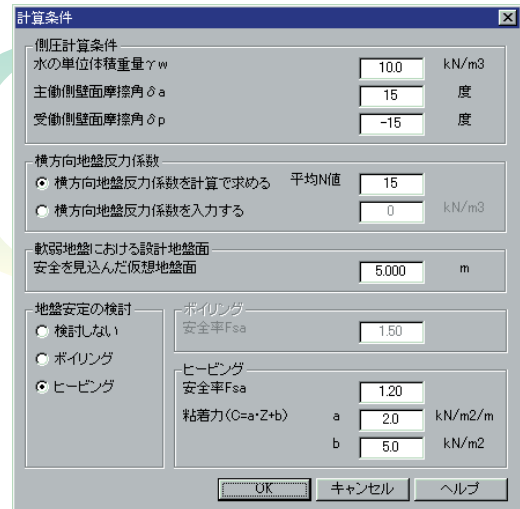 計算条件
側圧計算条件
水の単位体積重量γw 10.0 kN/m3
主働側壁面摩擦角δa 15 度
受働側壁面摩擦角δp -15 度
横方向地盤反力係数
横方向地盤反力係数を計算で求める 平均N値 15
横方向地盤反力係数を入力する 0 kN/m3
軟弱地盤における設計地盤面
安全を見込んだ仮想地盤面 5.000 m
地盤安定の検討
検討しない
ボイリング
ヒービング
ボイリング
安全率Fsa 1.50
ヒービング
安全率Fsa 1.20
粘着力(C=a･Z+b) a 2.0 kN/m2/m
b 5.0 kN/m2
OK キャンセル ヘルプ